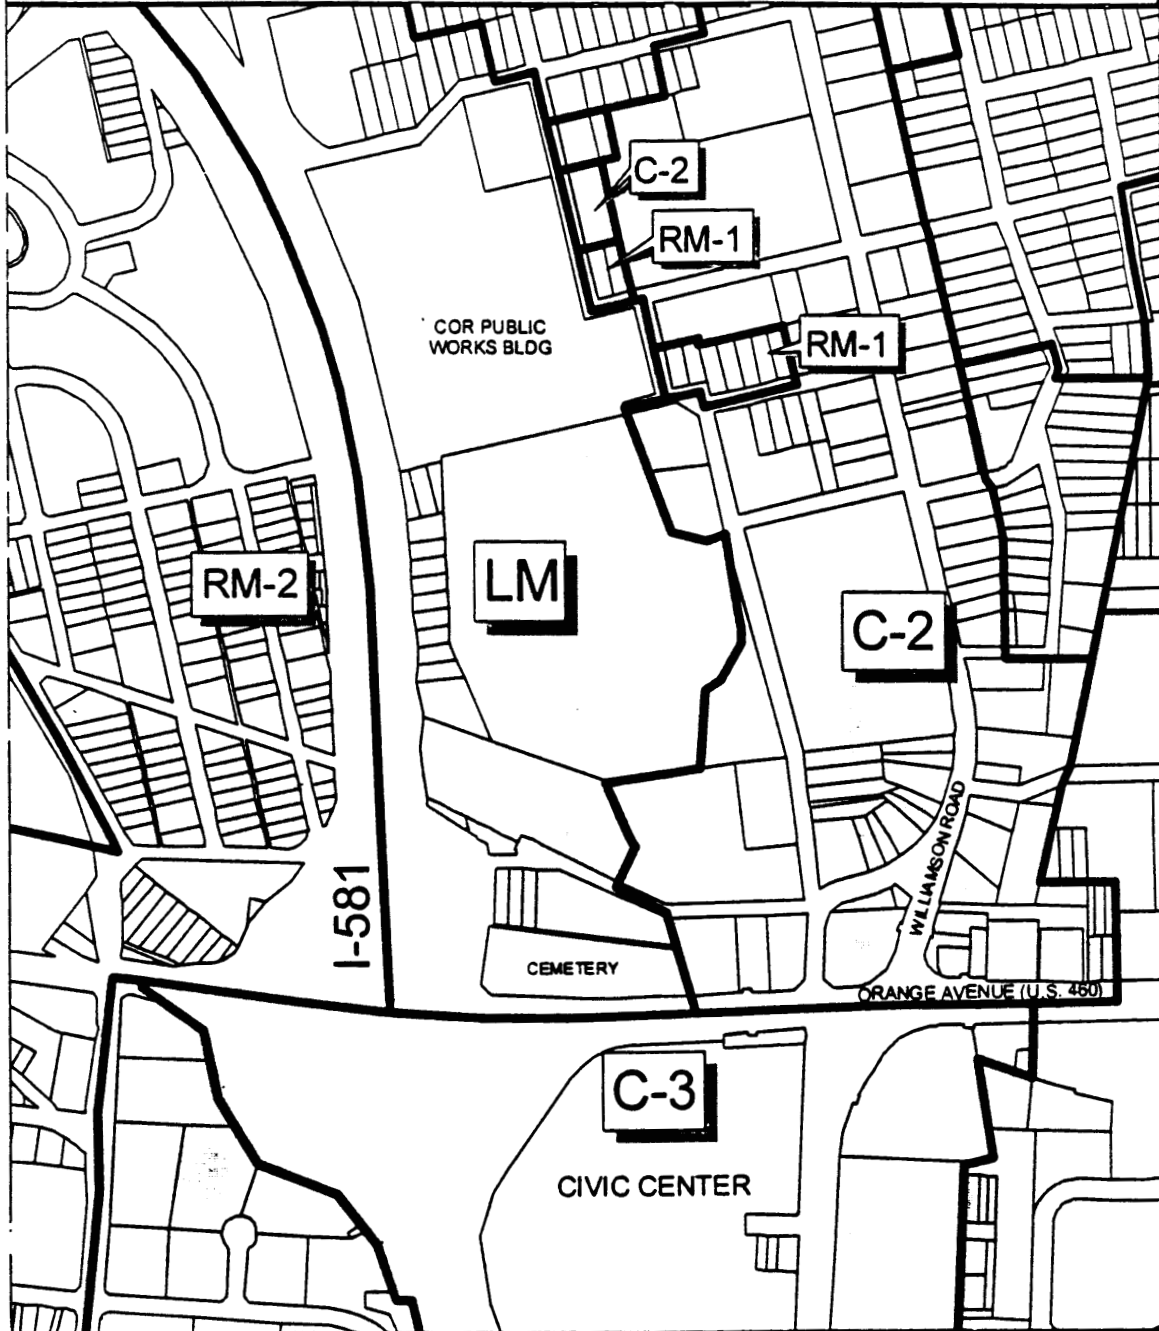 C-2
RM-1
COR PUBLIC
WORKS BLDG
RM-1
RM-2
LM
C-2
WILLIAMSON ROAD
I-581
CEMETERY
ORANGE AVENUE (U.S. 460)
C-3
CIVIC CENTER